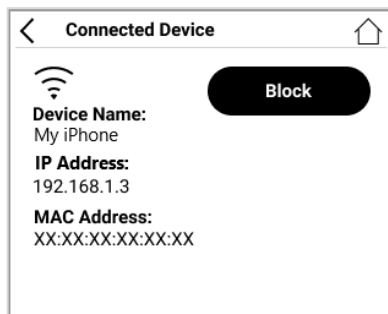 Connected Device
Block
Device Name:
My iPhone
IP Address:
192.168.1.3
MAC Address:
XX:XX:XX:XX:XX:XX